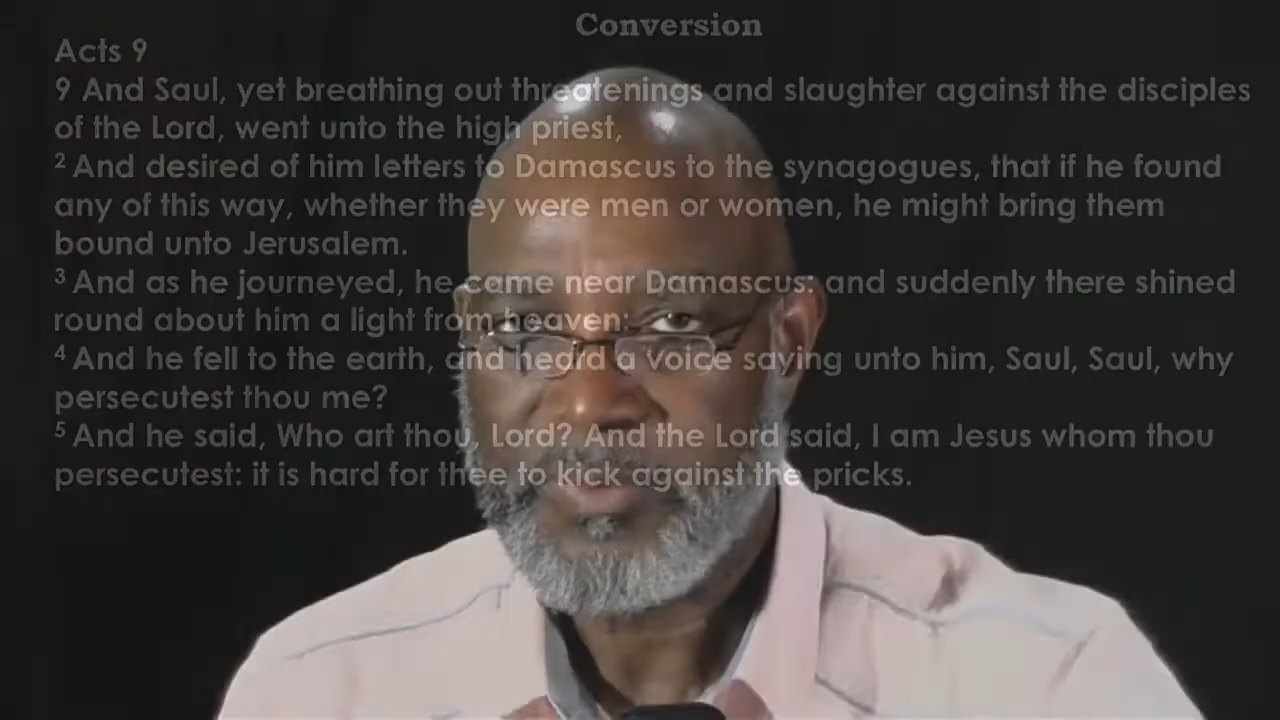 Conversion
Acts 9
9 And Saul, yet breathing out threatenings and slaughter against the disciples
of the Lord, went unto the high priest,
2 And desired of him letters to Damascus to the synagogues, that if he found
any of this way, whether they were men or women, he might bring them
bound unto Jerusalem.
3 And as he journeyed, he came near Damascus: and suddenly there shined
round about him a light from heaven:
4 And he fell to the earth, and heard a voice saying unto him, Saul, Saul, why
persecutest thou me?
5 And he said, Who art thou, Lord? And the Lord said, I am Jesus whom thou
persecutest: it is hard for thee to kick against the pricks.